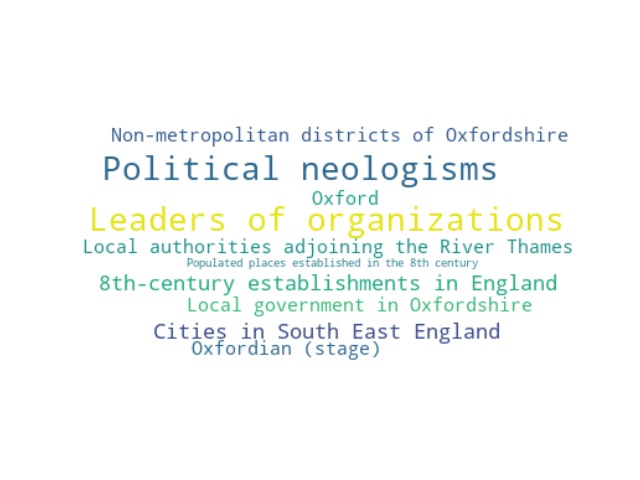 Non-metropolitan districts of Oxfordshire
Political neologisms
Oxford
Leaders of organizations
Local authorities adjoining the River Thames
Populated places established in the 8th century
8th-century establishments in England
Local government in Oxfordshire
Cities in South East England
Oxfordian (stage)